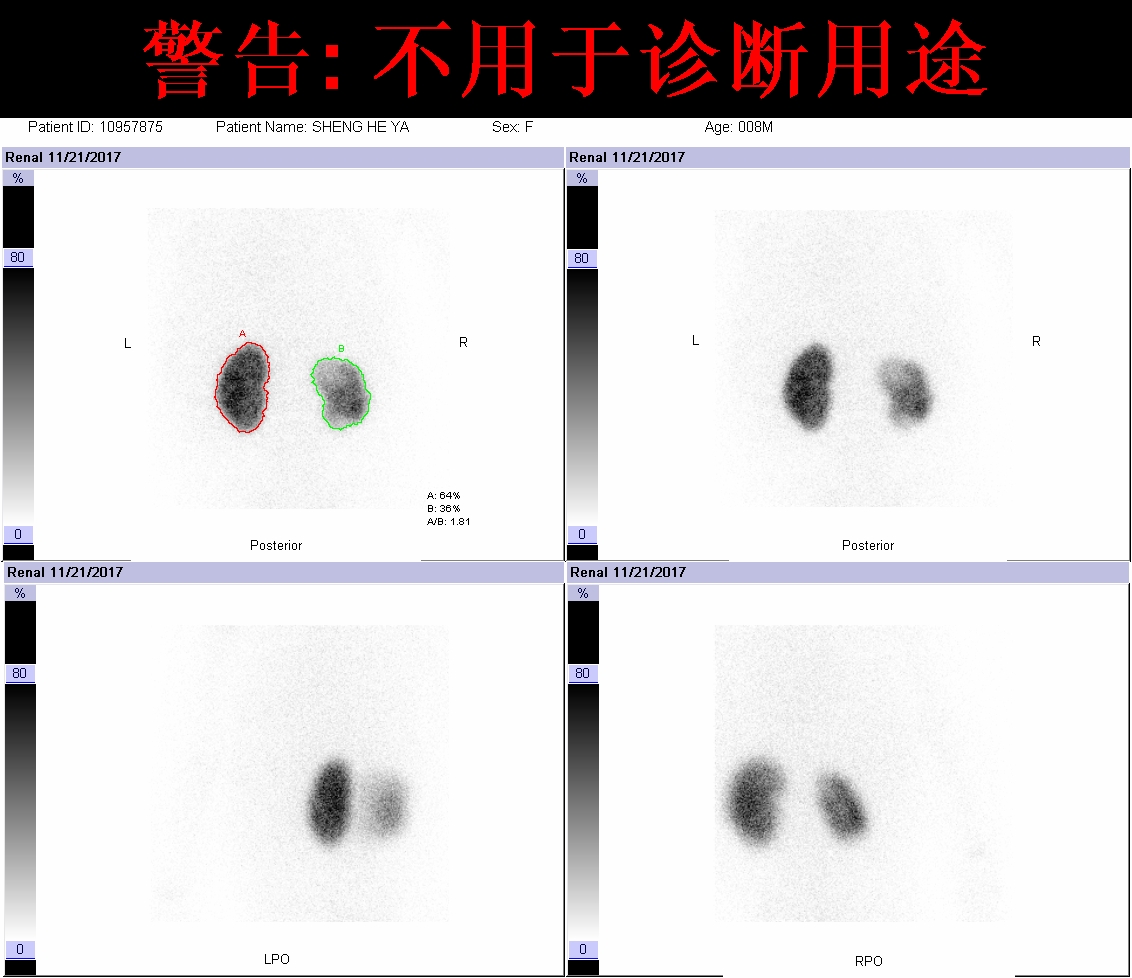 警告: 不用于诊断用途
Patient ID: 10957875 Patient Name: SHENG HE YA Sex: F Age: 008M
Renal 11/21/2017
%
80
A
B
L
R
A: 64%
B: 36%
A/B: 1.81
0
Posterior
Renal 11/21/2017
%
80
L
R
0
Posterior
Renal 11/21/2017
%
80
0
LPO
Renal 11/21/2017
%
80
0
RPO